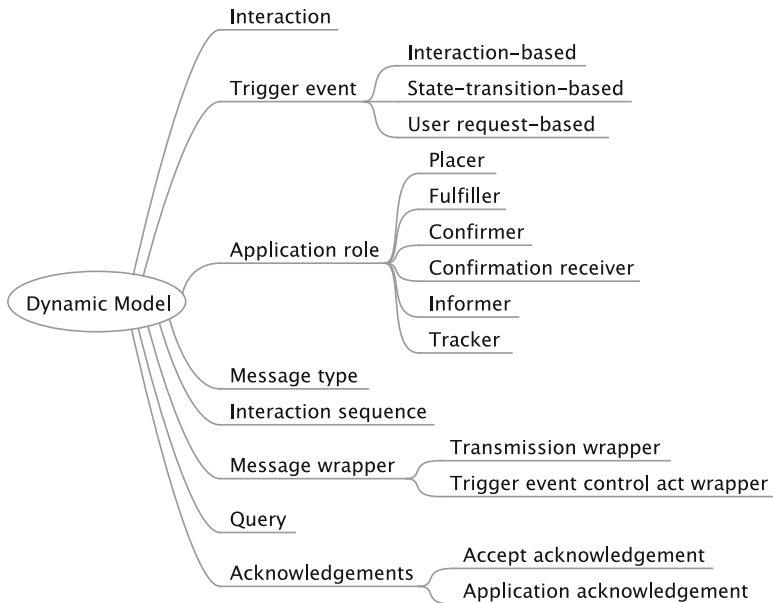 Interaction
Interaction–based
Trigger event
State–transition–based
User request–based
Placer
Fulfiller
Confirmer
Application role
Confirmation receiver
Dynamic Model
Informer
Tracker
Message type
Interaction sequence
Transmission wrapper
Message wrapper
Trigger event control act wrapper
Query
Accept acknowledgement
Acknowledgements
Application acknowledgement